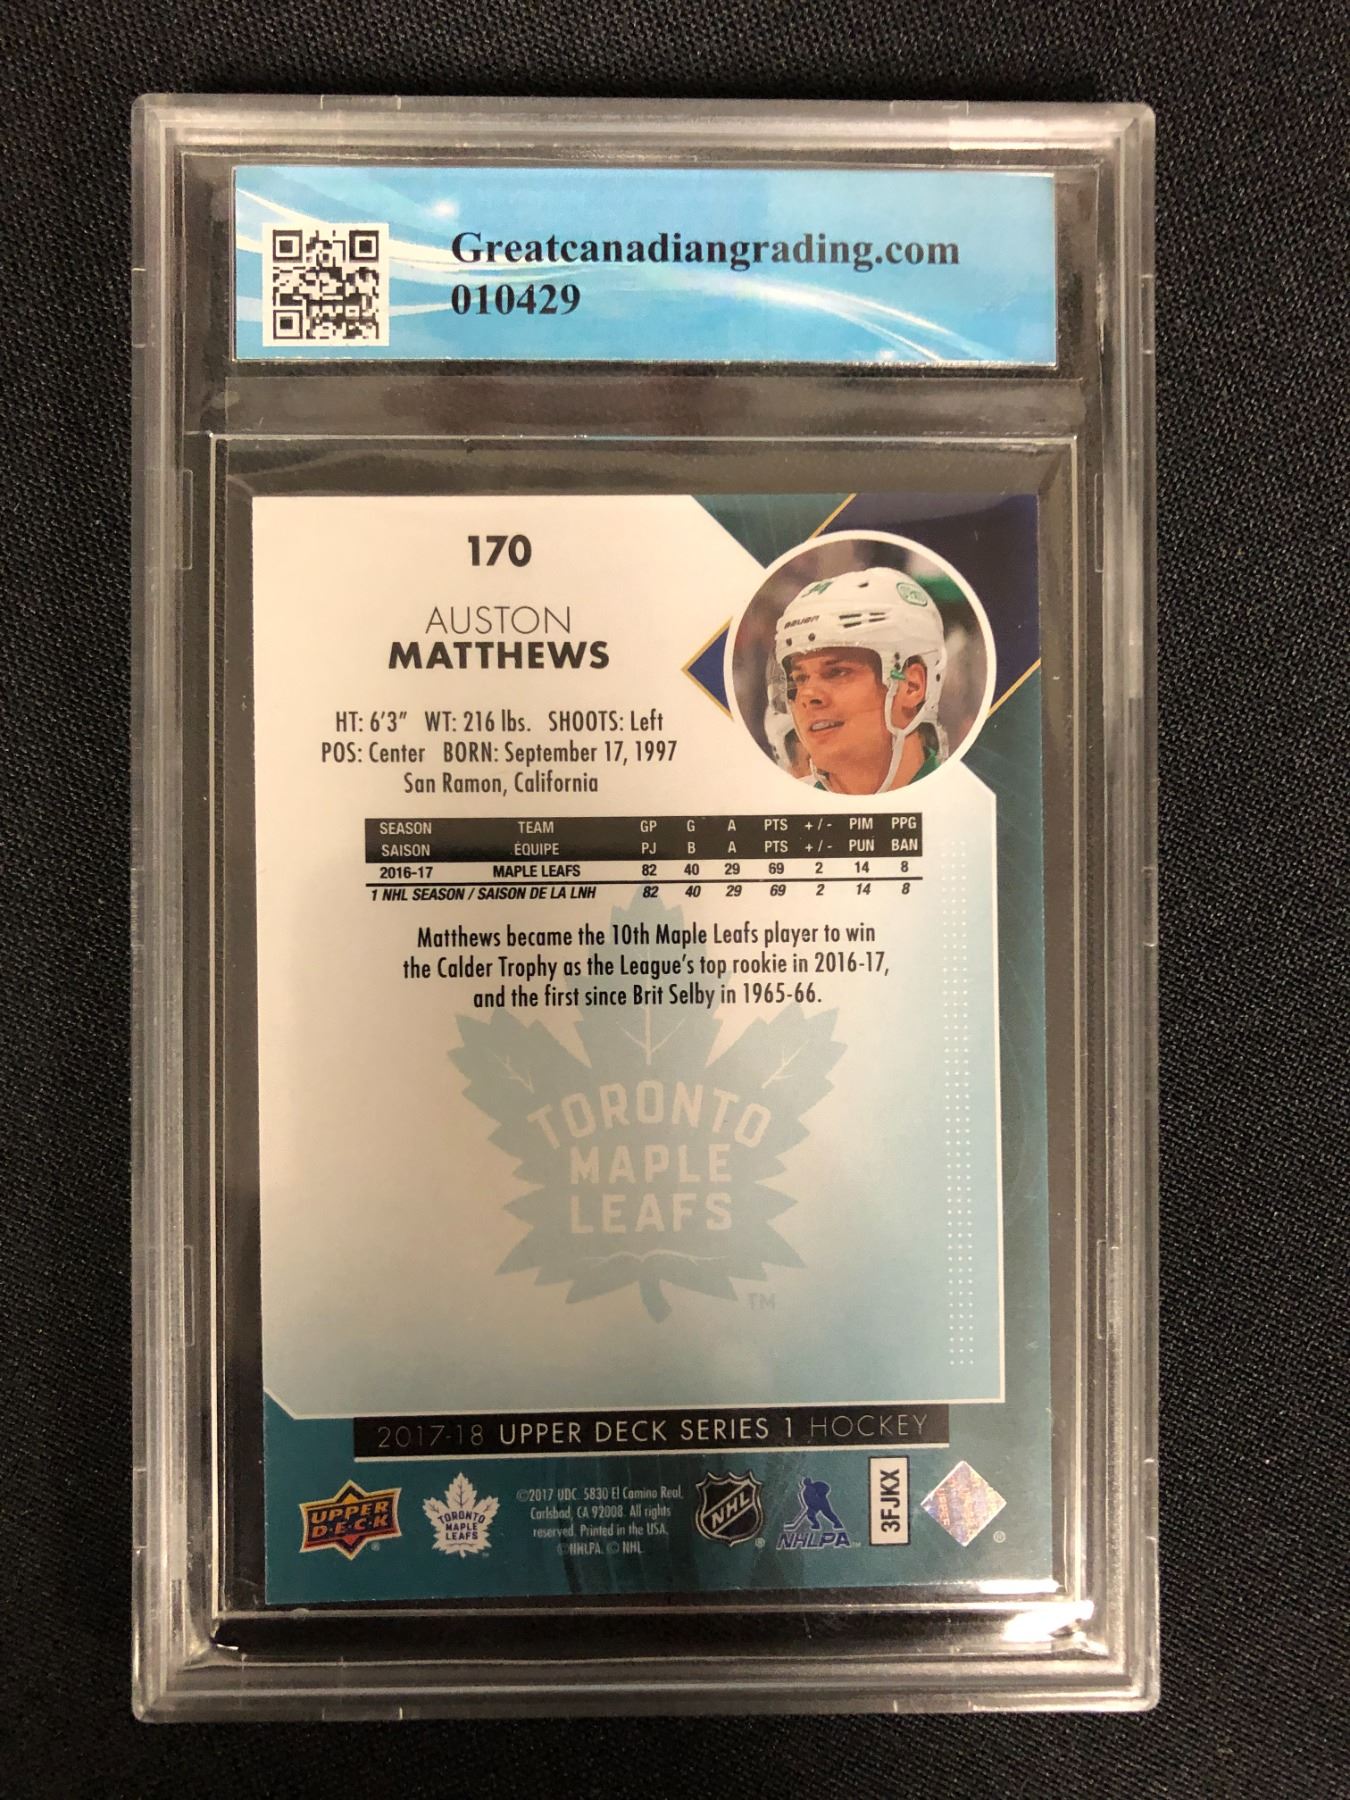 Greatcanadiangrading.com
010429
170
AUSTON
MATTHEWS
HT: 6'3" WT: 216 lbs. SHOOTS: Left
POS: Center BORN: September 17, 1997
San Ramon, California
SEASON TEAM GP G A PTS +/- PIM PPG
SAISON ÉQUIPE PJ B A PTS +/- PUN BAN
2016-17 MAPLE LEAFS 82 40 29 69 2 14 8
1 NHL SEASON / SAISON DE LA LNH 82 40 29 69 2 14 8
Matthews became the 10th Maple Leafs player to win
the Calder Trophy as the League's top rookie in 2016-17,
and the first since Brit Selby in 1965-66.
TORONTO
MAPLE
LEAFS
TM
2017-18 UPPER DECK SERIES 1 HOCKEY
UPPER
D·E·C·K
®
TORONTO
MAPLE
LEAFS
©2017 UDC. 5830 El Camino Real,
Carlsbad, CA 92008. All rights
reserved. Printed in the USA.
©NHLPA. © NHL.
NHL
®
NHLPA
3FJKX
®
BAUER
34